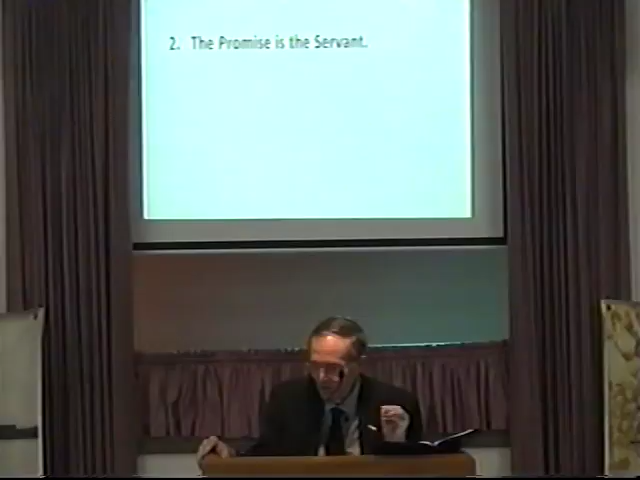 2. The Promise is the Servant.